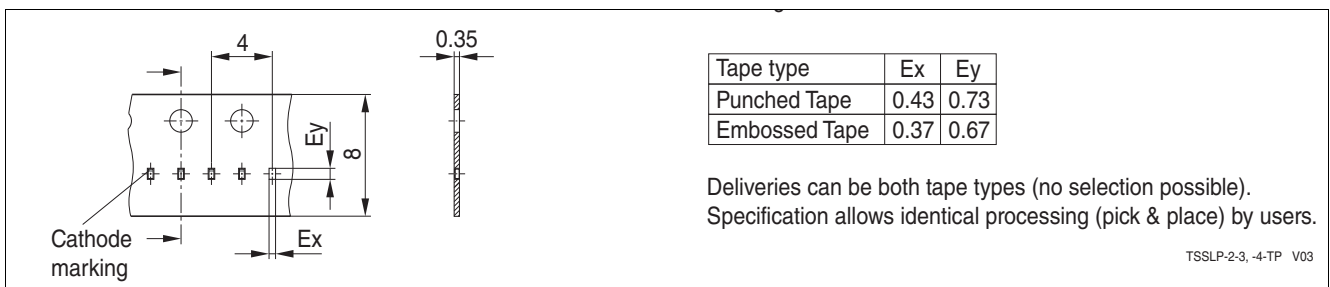 4
0.35
Ey
8
Cathode
marking
Ex
Tape type Ex Ey
Punched Tape 0.43 0.73
Embossed Tape 0.37 0.67
Deliveries can be both tape types (no selection possible).
Specification allows identical processing (pick & place) by users.
TSSLP-2-3, -4-TP V03